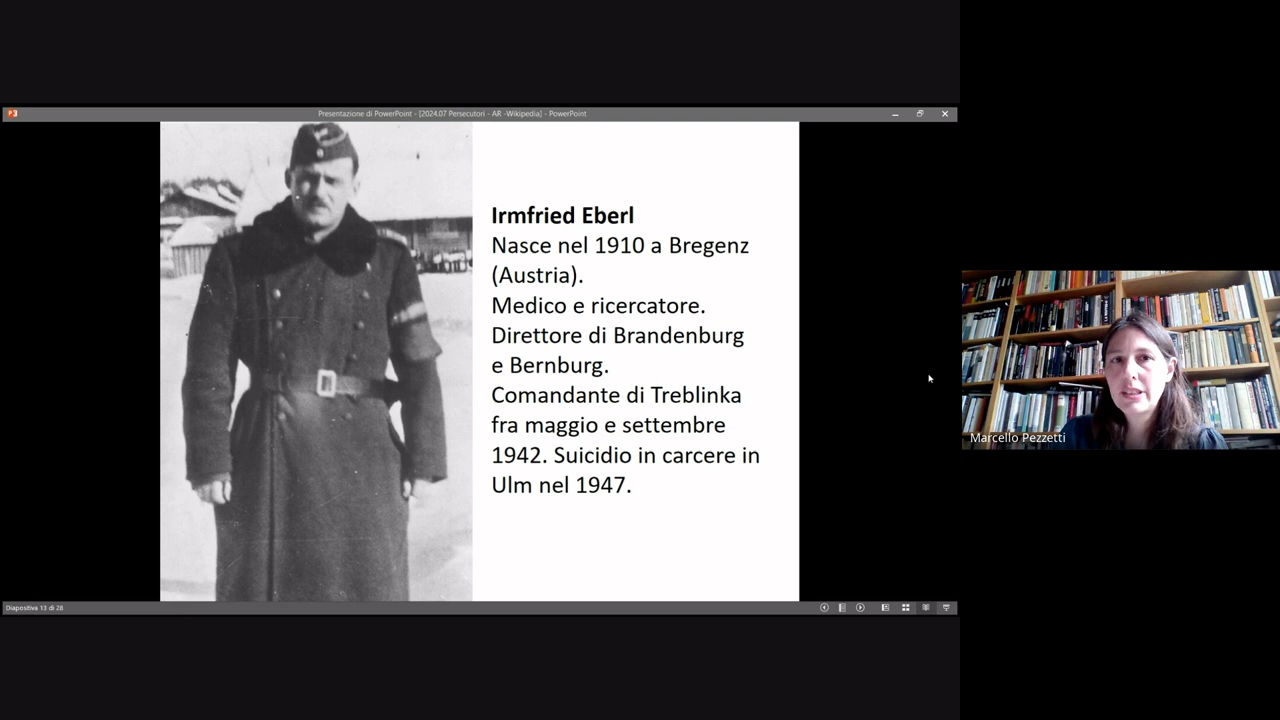 Presentazione di PowerPoint - [2024.07 Persecutori - AR -Wikipedia] - PowerPoint
Irmfried Eberl
Nasce nel 1910 a Bregenz
(Austria).
Medico e ricercatore.
Direttore di Brandenburg
e Bernburg.
Comandante di Treblinka
fra maggio e settembre
1942. Suicidio in carcere in
Ulm nel 1947.
Marcello Pezzetti
Diapositiva 13 di 28